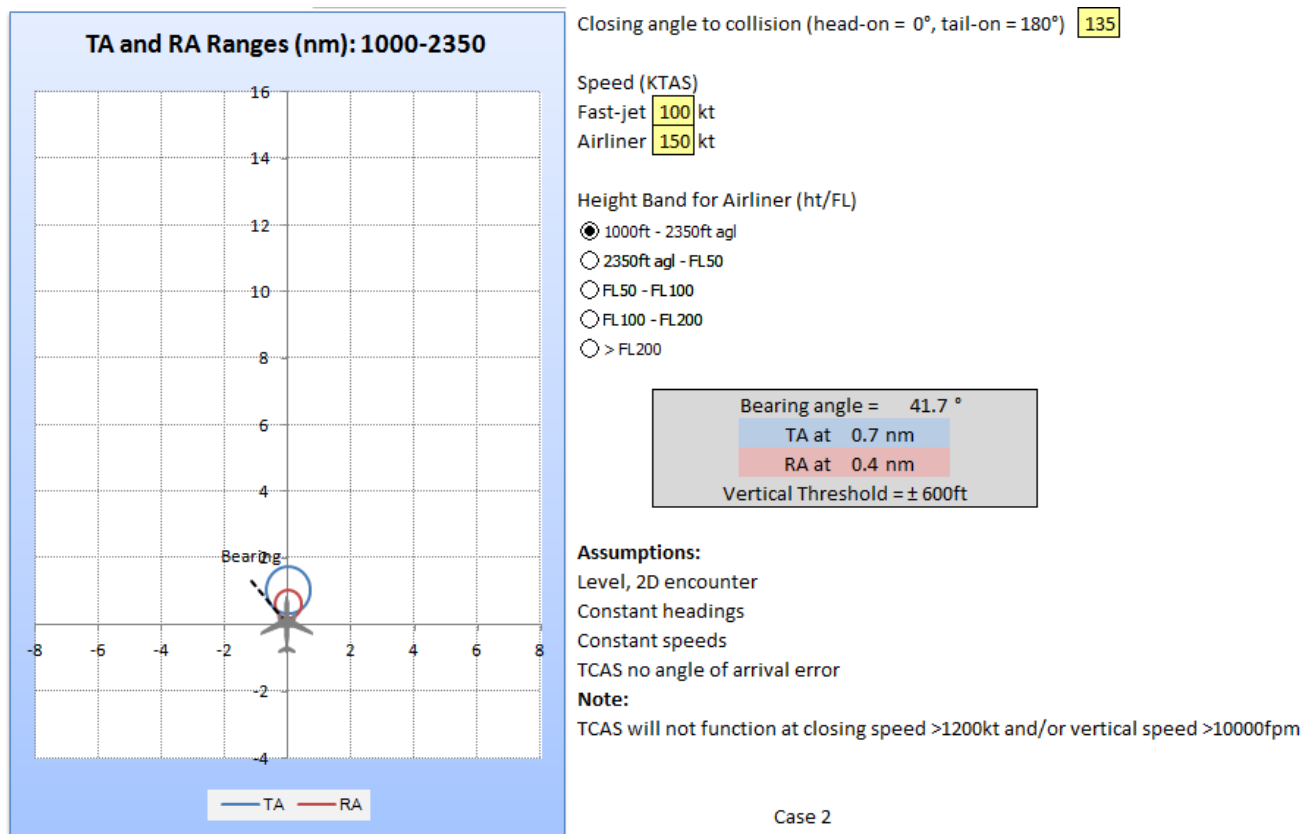 TA and RA Ranges (nm): 1000-2350
16
14
12
10
8
6
4
2
Bearing
-8
-6
-4
-2
2
4
6
8
-2
-4
TA
RA
Closing angle to collision (head-on = 0°, tail-on = 180°) 135
Speed (KTAS)
Fast-jet 100 kt
Airliner 150 kt
Height Band for Airliner (ht/FL)
1000ft - 2350ft agl
2350ft agl - FL50
FL50 - FL100
FL100 - FL200
> FL200
Bearing angle = 41.7 °
TA at 0.7 nm
RA at 0.4 nm
Vertical Threshold = ± 600ft
Assumptions:
Level, 2D encounter
Constant headings
Constant speeds
TCAS no angle of arrival error
Note:
TCAS will not function at closing speed >1200kt and/or vertical speed >10000fpm
Case 2